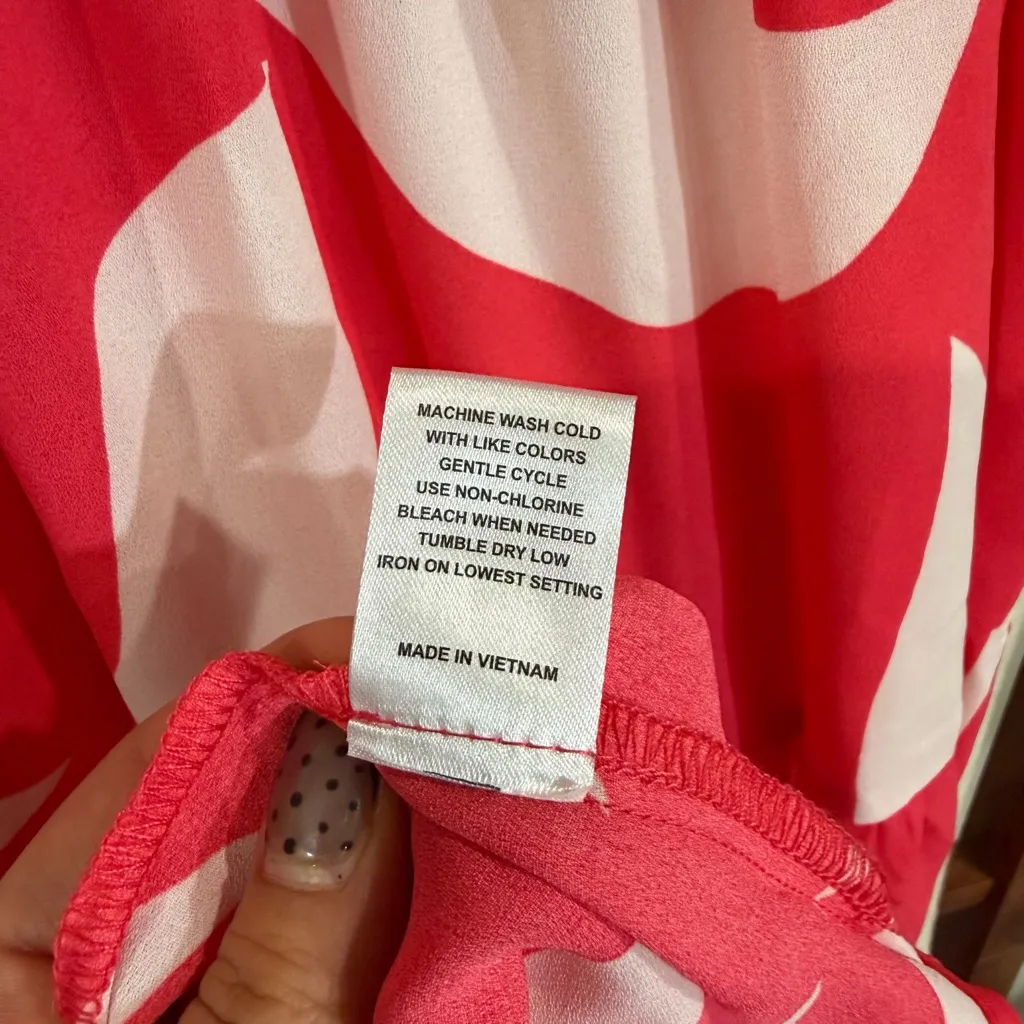 MACHINE WASH COLD
WITH LIKE COLORS
GENTLE CYCLE
USE NON-CHLORINE
BLEACH WHEN NEEDED
TUMBLE DRY LOW
IRON ON LOWEST SETTING
MADE IN VIETNAM